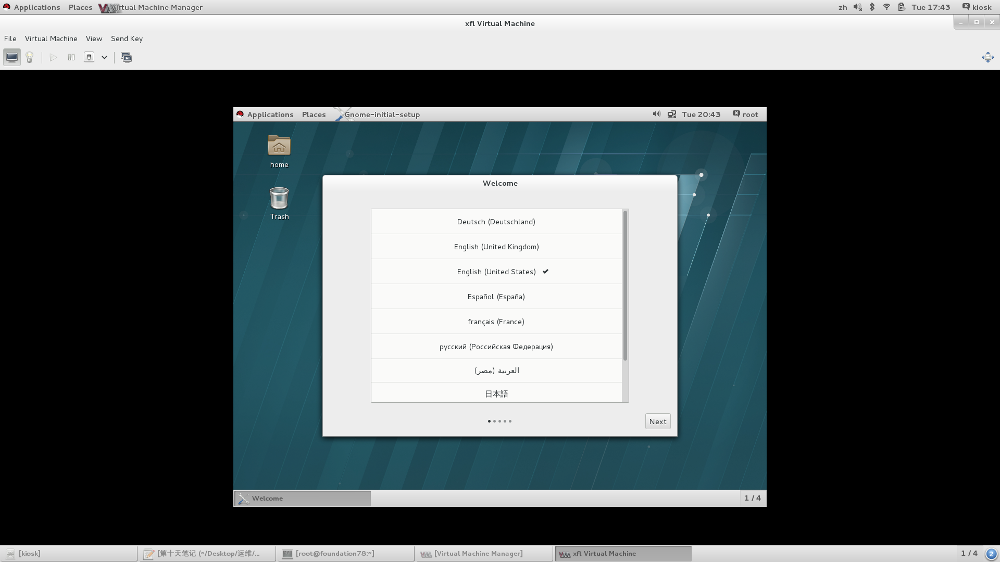 Applications Places Virtual Machine Manager zh Tue 17:43 kiosk
xfl Virtual Machine
File Virtual Machine View Send Key
Applications Places Gnome-initial-setup Tue 20:43 root
home
Trash
Welcome
Deutsch (Deutschland)
English (United Kingdom)
English (United States)
Español (España)
français (France)
русский (Российская Федерация)
العربية (مصر)
日本語
Next
Welcome 1 / 4
[kiosk] [第十天笔记 (~/Desktop/运维/... [root@foundation78:~] [Virtual Machine Manager] xfl Virtual Machine 1 / 4 2